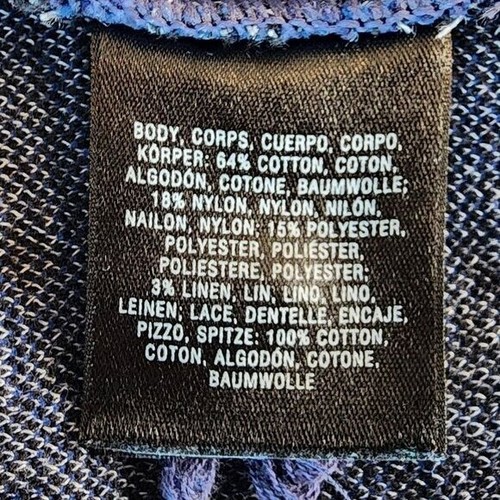 BODY, CORPS, CUERPO, CORPO,
KÖRPER: 64% COTTON, COTON,
ALGODÓN, COTONE, BAUMWOLLE;
18% NYLON, NYLON, NILÓN,
NAILON, NYLON; 15% POLYESTER,
POLYESTER, POLIÉSTER,
POLIESTERE, POLYESTER;
3% LINEN, LIN, LINO, LINO,
LEINEN; LACE, DENTELLE, ENCAJE,
PIZZO, SPITZE: 100% COTTON,
COTON, ALGODÓN, COTONE,
BAUMWOLLE